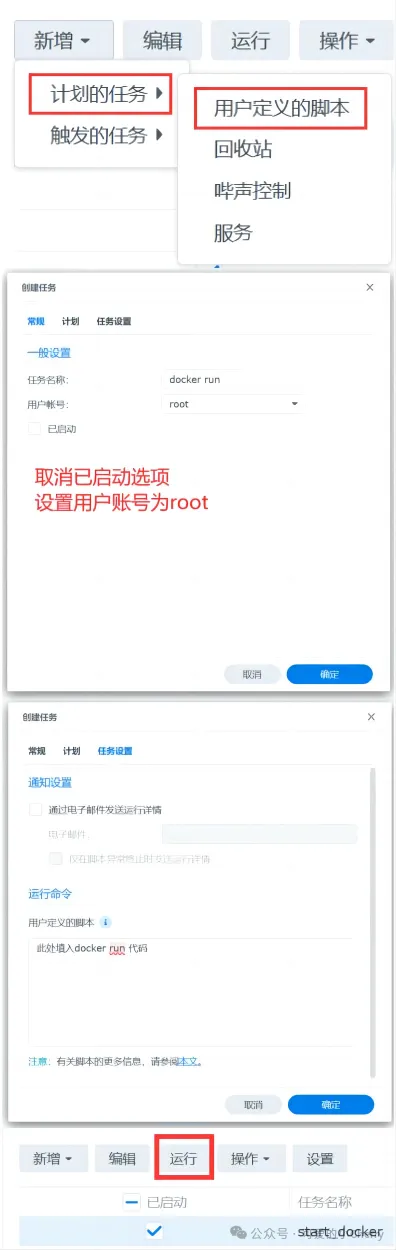 新增 编辑 运行 操作
计划的任务 用户定义的脚本
触发的任务 回收站
哔声控制
服务
创建任务
常规 计划 任务设置
一般设置
任务名称： docker run
用户帐号： root
已启动
取消已启动选项
设置用户账号为root
取消 确定
创建任务
常规 计划 任务设置
通知设置
通过电子邮件发送运行详情
电子邮件：
仅在脚本异常终止时发送运行详情
运行命令
用户定义的脚本
此处填入docker run 代码
注意：有关脚本的更多信息，请参阅本文。
取消 确定
新增 编辑 运行 操作 设置
已启动 任务名称
start docker
公众号